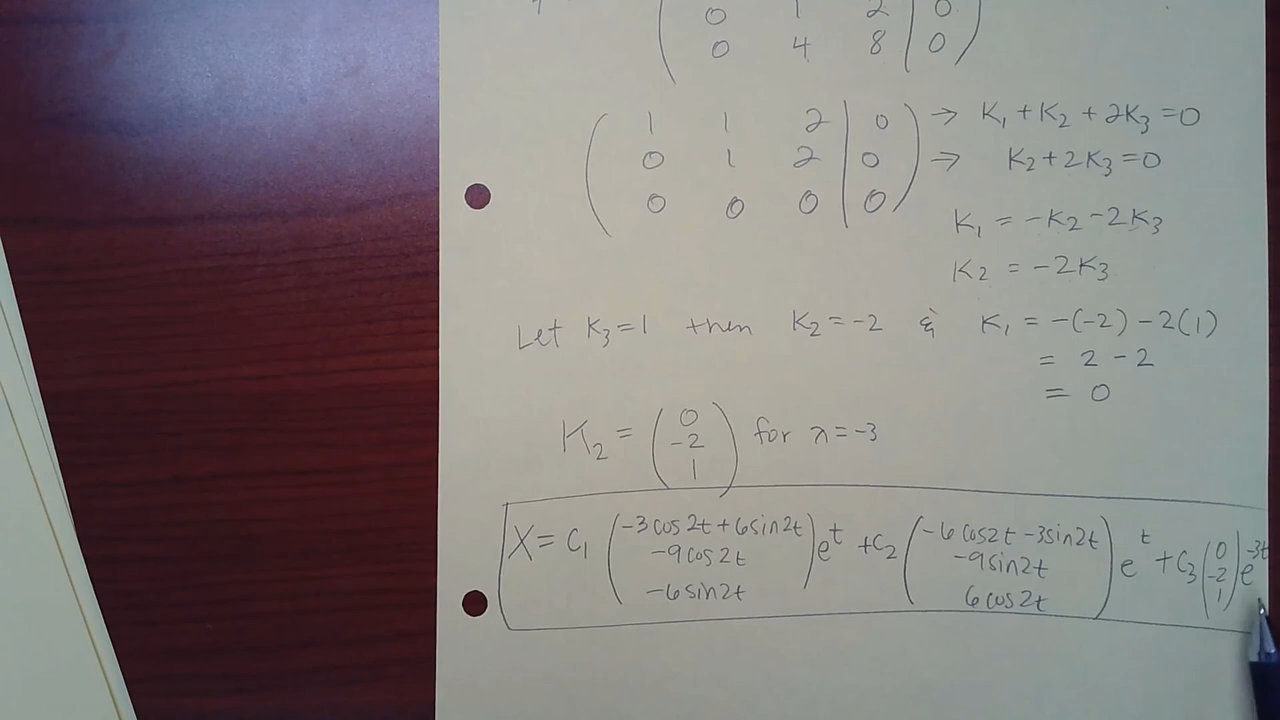 0 1 2 | 0
0 4 8 | 0
1 1 2 | 0 → K₁ + K₂ + 2K₃ = 0
0 1 2 | 0 → K₂ + 2K₃ = 0
0 0 0 | 0
K₁ = -K₂ - 2K₃
K₂ = -2K₃
Let K₃ = 1 then K₂ = -2 & K₁ = -(-2) - 2(1)
= 2 - 2
= 0
K₂ = (0 -2 1) for λ = -3
X = C₁ (-3cos2t + 6sin2t -9cos2t -6sin2t) eᵗ + C₂ (-6cos2t - 3sin2t -9sin2t 6cos2t) eᵗ + C₃ (0 -2 1) e⁻³ᵗ